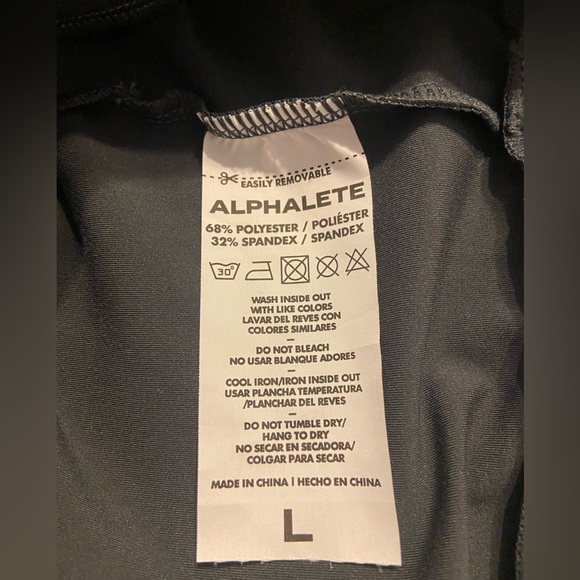 EASILY REMOVABLE
ALPHALETE
68% POLYESTER / POLIÉSTER
32% SPANDEX / SPANDEX
30°
WASH INSIDE OUT
WITH LIKE COLORS
LAVAR DEL REVES CON
COLORES SIMILARES
—
DO NOT BLEACH
NO USAR BLANQUE ADORES
—
COOL IRON/IRON INSIDE OUT
USAR PLANCHA TEMPERATURA
/PLANCHAR DEL REVES
—
DO NOT TUMBLE DRY/
HANG TO DRY
NO SECAR EN SECADORA/
COLGAR PARA SECAR
MADE IN CHINA | HECHO EN CHINA
L